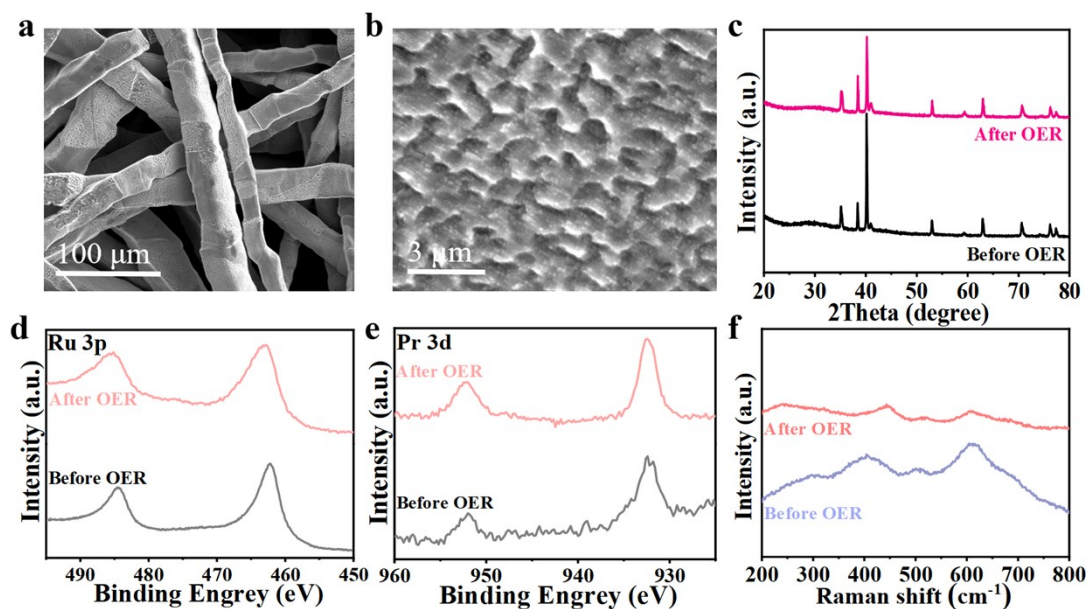 a
100 μm
b
3 μm
c
Intensity (a.u.)
After OER
Before OER
20 30 40 50 60 70 80
2Theta (degree)
d
Ru 3p
Intensity (a.u.)
After OER
Before OER
490 480 470 460 450
Binding Engrey (eV)
e
Pr 3d
Intensity (a.u.)
After OER
Before OER
960 950 940 930
Binding Engrey (eV)
f
Intensity (a.u.)
After OER
Before OER
200 300 400 500 600 700 800
Raman shift (cm⁻¹)